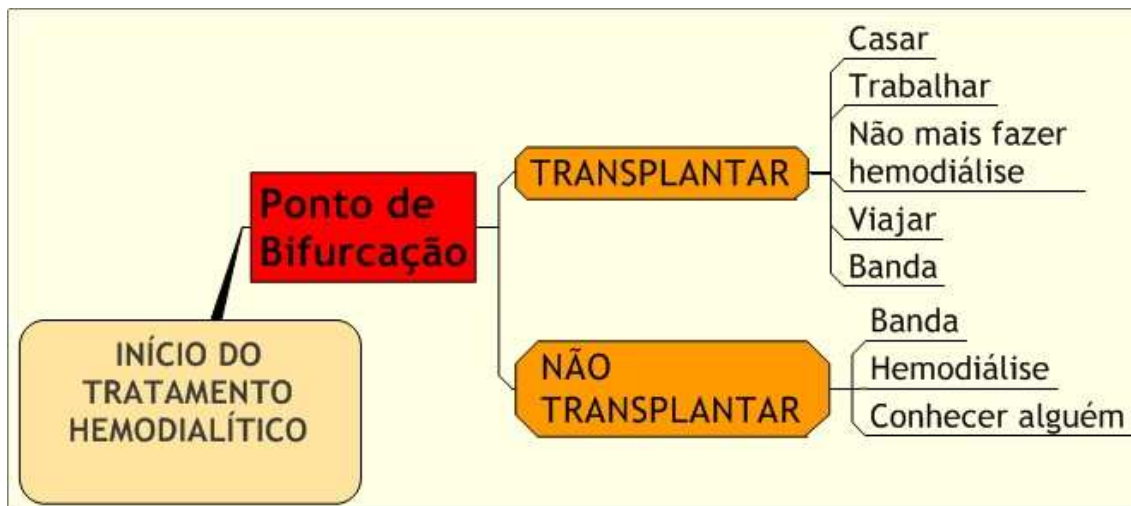 INÍCIO DO
TRATAMENTO
HEMODIALÍTICO
Ponto de
Bifurcação
TRANSPLANTAR
Casar
Trabalhar
Não mais fazer
hemodiálise
Viajar
Banda
NÃO
TRANSPLANTAR
Banda
Hemodiálise
Conhecer alguém